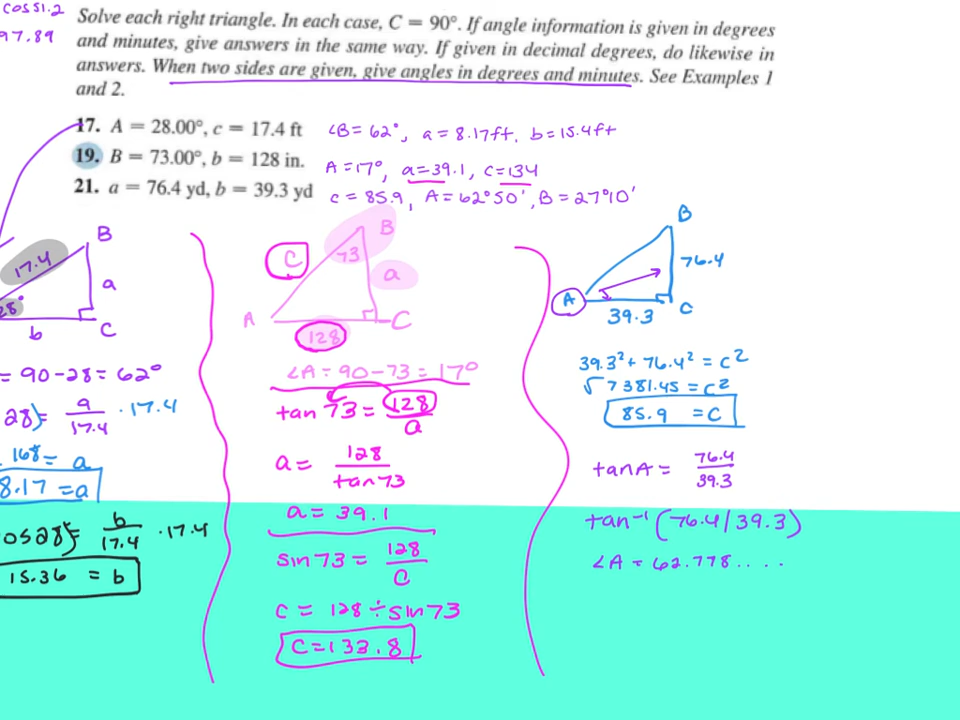 cos51.2
97.89
Solve each right triangle. In each case, C = 90°. If angle information is given in degrees
and minutes, give answers in the same way. If given in decimal degrees, do likewise in
answers. When two sides are given, give angles in degrees and minutes. See Examples 1
and 2.
17. A = 28.00°, c = 17.4 ft ∠B = 62°, a = 8.17ft, b = 15.4ft
19. B = 73.00°, b = 128 in. A = 17°, a = 39.1, c = 134
21. a = 76.4 yd, b = 39.3 yd c = 85.9, A = 62°50', B = 27°10'
B
17.4
a
28°
b
C
= 90-28 = 62°
28) = a/17.4 · 17.4
168 = a
8.17 = a
os28) = b/17.4 · 17.4
15.36 = b
B
C
73
a
A
C
128
∠A = 90-73 = 17°
tan 73 = 128/a
a = 128/tan73
a = 39.1
sin 73 = 128/C
C = 128 ÷ sin73
C = 133.8
B
76.4
A
39.3
C
39.3² + 76.4² = c²
√7381.45 = c²
85.9 = C
tanA = 76.4/39.3
tan⁻¹(76.4/39.3)
∠A = 62.778....